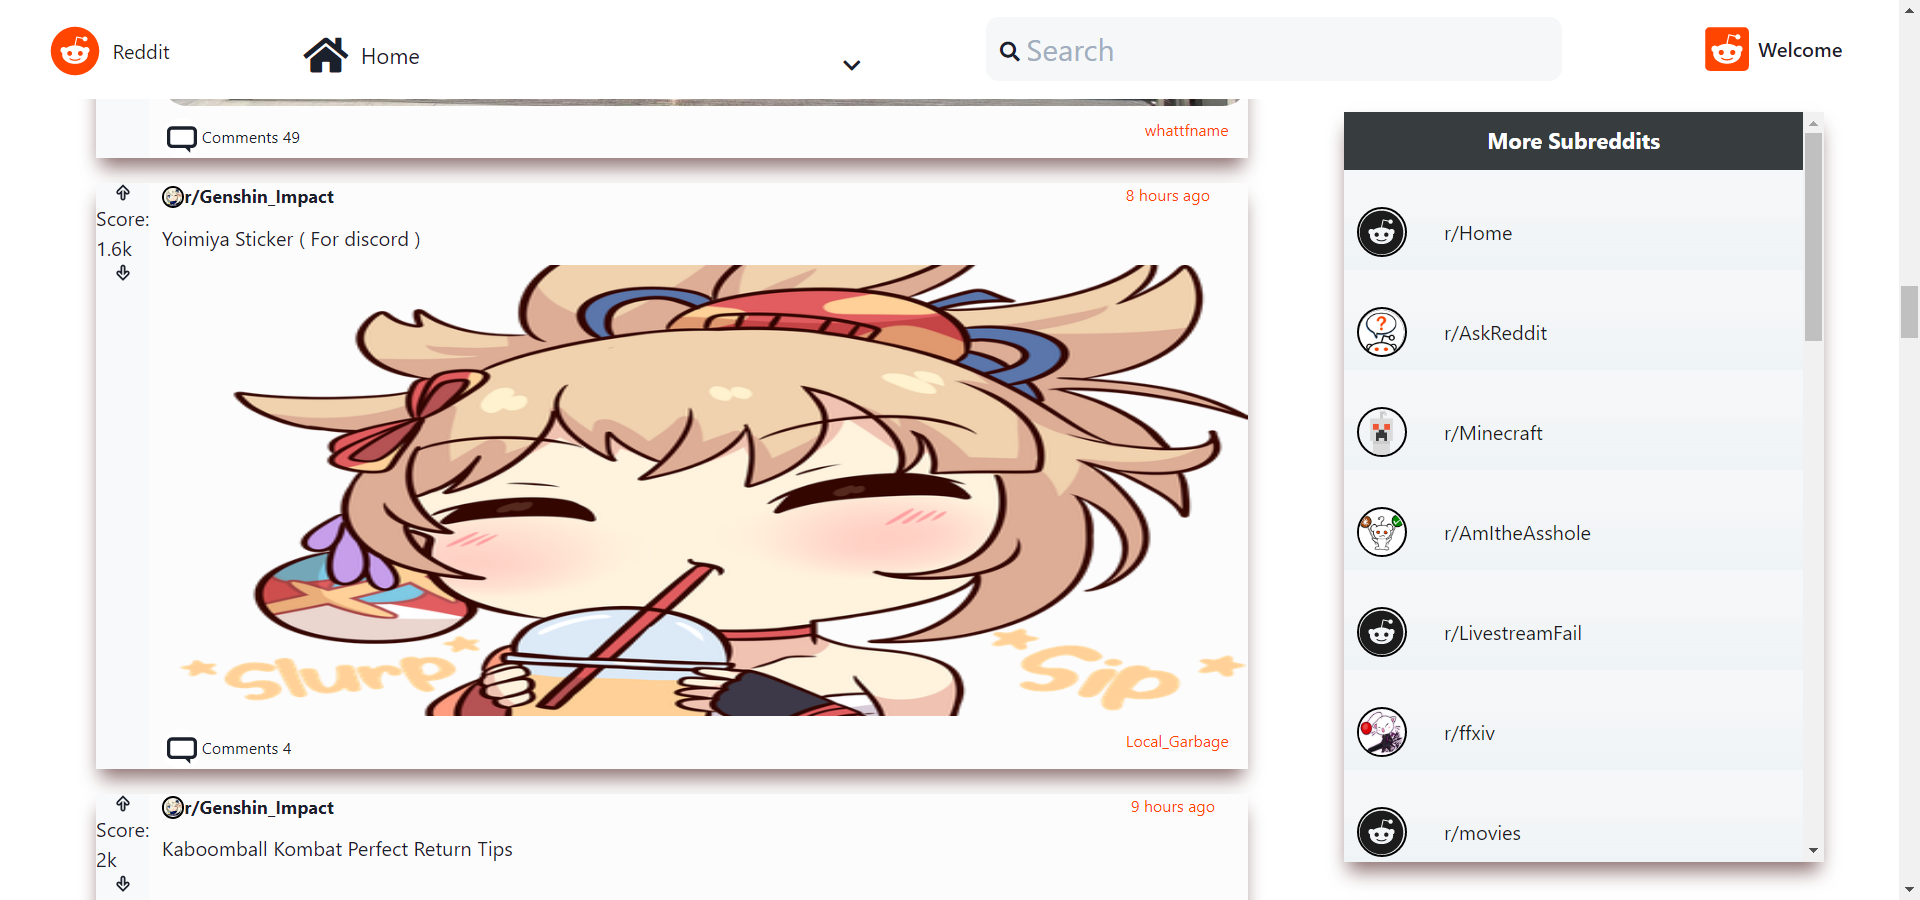 Reddit
Home
Search
Welcome
Comments 49
whattfname
r/Genshin_Impact
8 hours ago
Score:
1.6k
Yoimiya Sticker ( For discord )
Slurp
Sip
Comments 4
Local_Garbage
r/Genshin_Impact
9 hours ago
Score:
2k
Kaboomball Kombat Perfect Return Tips
More Subreddits
r/Home
r/AskReddit
r/Minecraft
r/AmItheAsshole
r/LivestreamFail
r/ffxiv
r/movies